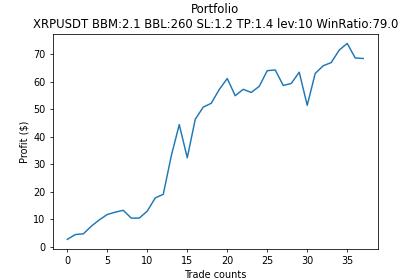 Portfolio
XRPUSDT BBM:2.1 BBL:260 SL:1.2 TP:1.4 lev:10 WinRatio:79.0
70
60
50
40
30
20
10
0
Profit ($)
0 5 10 15 20 25 30 35
Trade counts